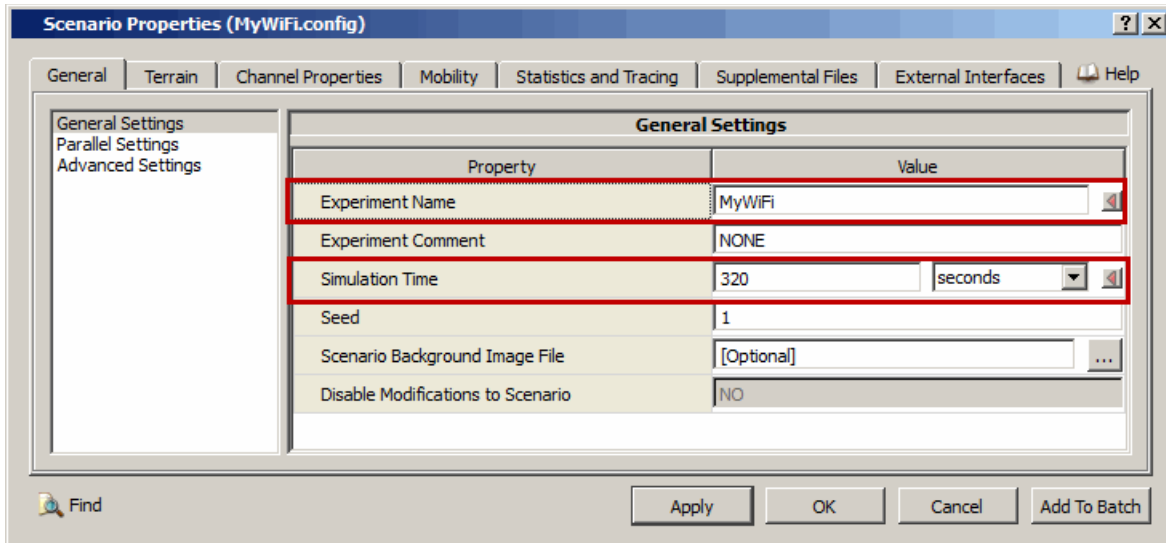 Scenario Properties (MyWiFi.config)
? X
General Terrain Channel Properties Mobility Statistics and Tracing Supplemental Files External Interfaces Help
General Settings
Parallel Settings
Advanced Settings
General Settings
Property Value
Experiment Name MyWiFi
Experiment Comment NONE
Simulation Time 320 seconds
Seed 1
Scenario Background Image File [Optional] ...
Disable Modifications to Scenario NO
Find Apply OK Cancel Add To Batch